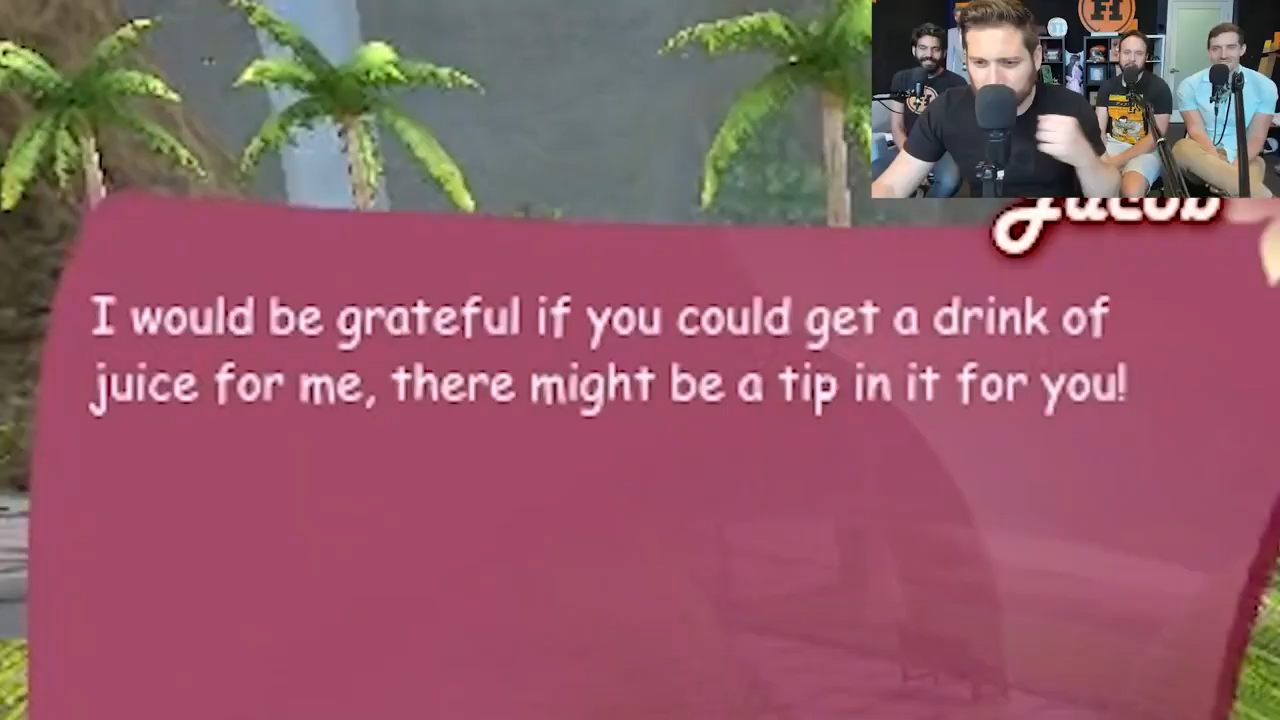 Jacob
I would be grateful if you could get a drink of
juice for me, there might be a tip in it for you!